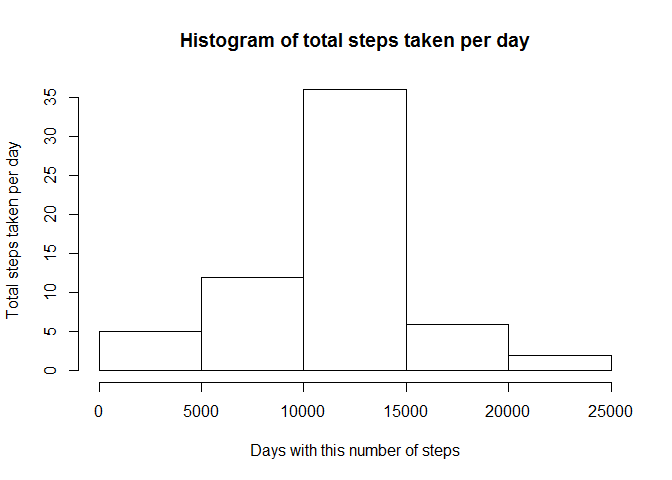 Histogram of total steps taken per day
Total steps taken per day
35
30
25
20
15
10
5
0
0 5000 10000 15000 20000 25000
Days with this number of steps